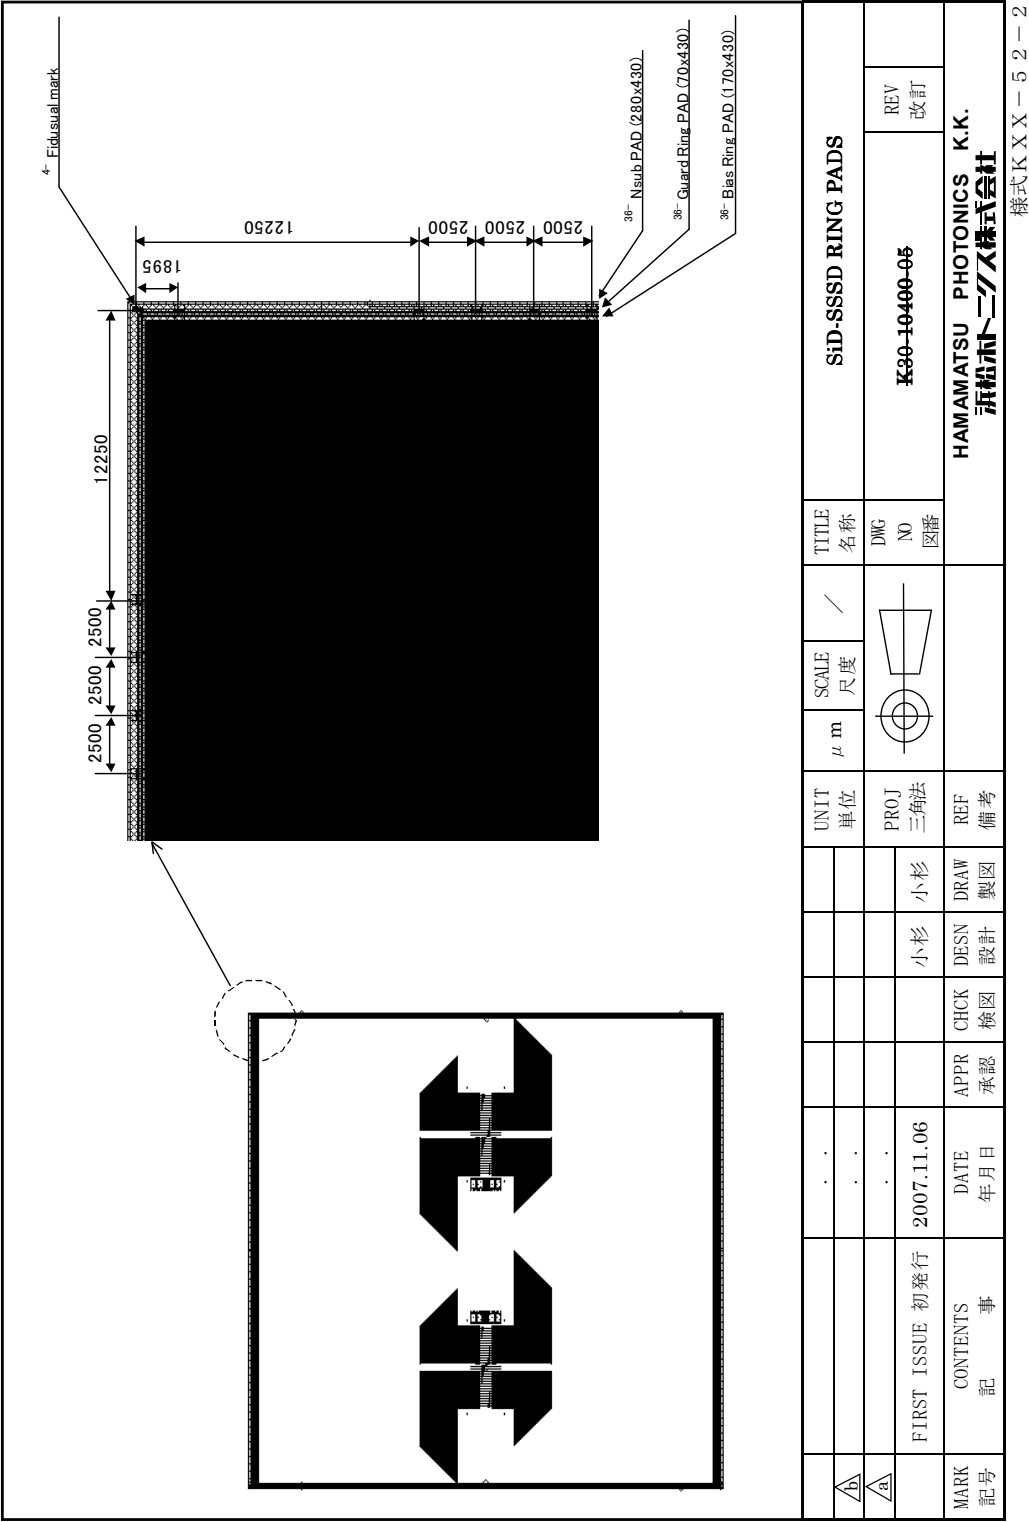 4- Fidusual mark
12250
2500
2500
2500
1895
12250
2500
2500
2500
36- Nsub PAD (280x430)
36- Guard Ring PAD (70x430)
36- Bias Ring PAD (170x430)
b
a
FIRST ISSUE 初発行
2007.11.06
小杉
小杉
MARK
記号
CONTENTS
記 事
DATE
年月日
APPR
承認
CHCK
検図
DESN
設計
DRAW
製図
UNIT
単位
μm
SCALE
尺度
/
TITLE
名称
SiD-SSSD RING PADS
PROJ
三角法
DWG
NO
図番
K30-10400-05
REV
改訂
REF
備考
HAMAMATSU PHOTONICS K.K.
浜松ホトニクス株式会社
様式KXX-52-2